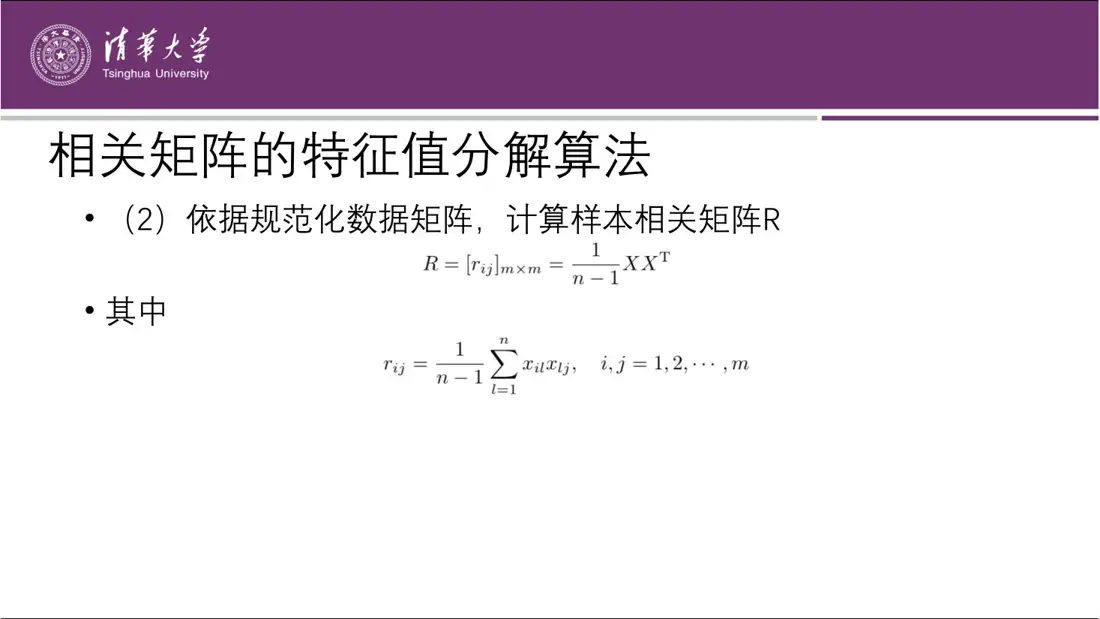 清华大学
Tsinghua University
相关矩阵的特征值分解算法
• （2）依据规范化数据矩阵，计算样本相关矩阵R
R = [r_{ij}]_{m×m} = \frac{1}{n-1} XX^T
• 其中
r_{ij} = \frac{1}{n-1} \sum_{l=1}^{n} x_{il}x_{lj}, i, j = 1, 2, ⋯, m